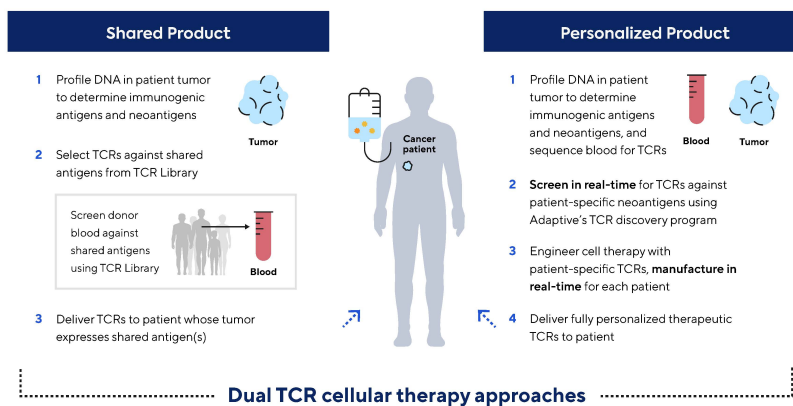 Shared Product
1 Profile DNA in patient tumor
to determine immunogenic
antigens and neoantigens
Tumor
2 Select TCRs against shared
antigens from TCR Library
Screen donor
blood against
shared antigens
using TCR Library
Blood
3 Deliver TCRs to patient whose tumor
expresses shared antigen(s)
Cancer
patient
Personalized Product
1 Profile DNA in patient
tumor to determine
immunogenic antigens
and neoantigens, and
sequence blood for TCRs
Blood
Tumor
2 Screen in real-time for TCRs against
patient-specific neoantigens using
Adaptive's TCR discovery program
3 Engineer cell therapy with
patient-specific TCRs, manufacture in
real-time for each patient
4 Deliver fully personalized therapeutic
TCRs to patient
Dual TCR cellular therapy approaches